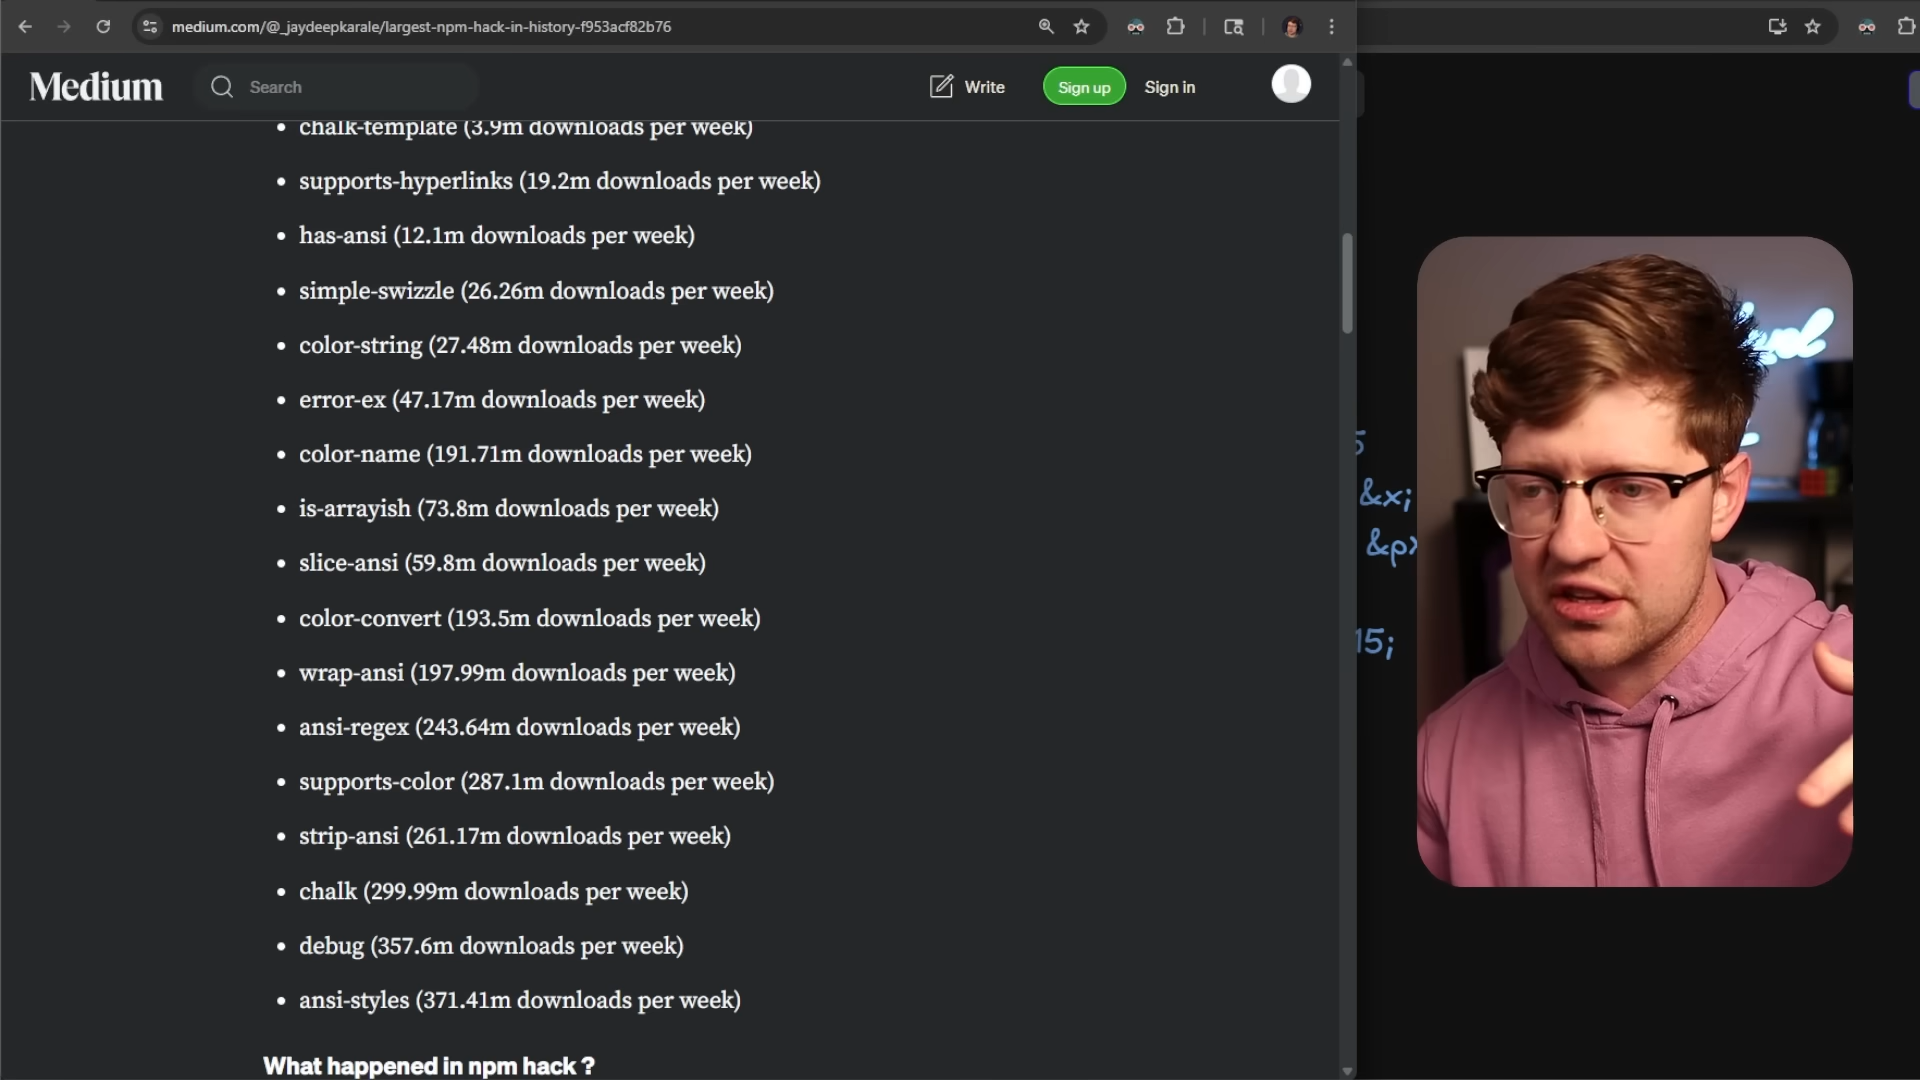 medium.com/@_jaydeepkarale/largest-npm-hack-in-history-f953acf82b76
Medium
Search
Write
Sign up
Sign in
chalk-template (3.9m downloads per week)
supports-hyperlinks (19.2m downloads per week)
has-ansi (12.1m downloads per week)
simple-swizzle (26.26m downloads per week)
color-string (27.48m downloads per week)
error-ex (47.17m downloads per week)
color-name (191.71m downloads per week)
is-arrayish (73.8m downloads per week)
slice-ansi (59.8m downloads per week)
color-convert (193.5m downloads per week)
wrap-ansi (197.99m downloads per week)
ansi-regex (243.64m downloads per week)
supports-color (287.1m downloads per week)
strip-ansi (261.17m downloads per week)
chalk (299.99m downloads per week)
debug (357.6m downloads per week)
ansi-styles (371.41m downloads per week)
What happened in npm hack ?
5
&x;
&p
15;